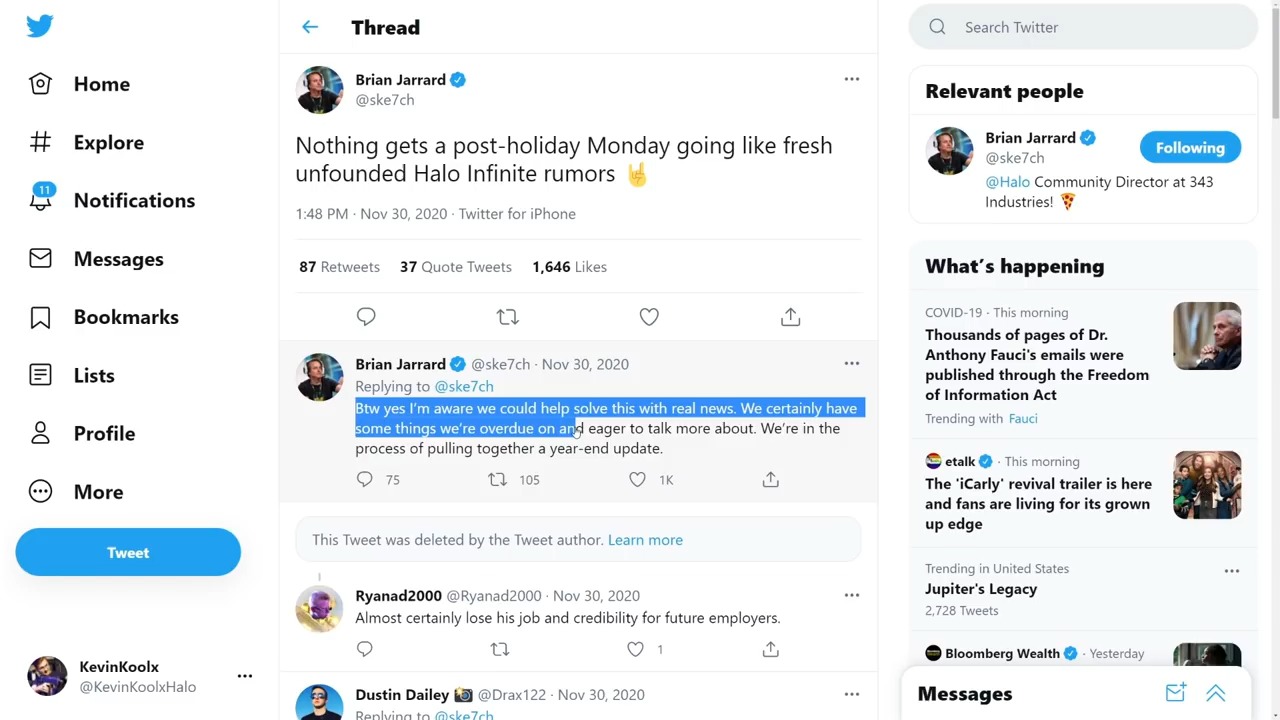 Home
Explore
11
Notifications
Messages
Bookmarks
Lists
Profile
More
Tweet
KevinKoolx
@KevinKoolxHalo
Thread
Brian Jarrard
@ske7ch
Nothing gets a post-holiday Monday going like fresh
unfounded Halo Infinite rumors 🤘
1:48 PM · Nov 30, 2020 · Twitter for iPhone
87 Retweets 37 Quote Tweets 1,646 Likes
Brian Jarrard @ske7ch · Nov 30, 2020
Replying to @ske7ch
Btw yes I'm aware we could help solve this with real news. We certainly have
some things we're overdue on and eager to talk more about. We're in the
process of pulling together a year-end update.
75 105 1K
This Tweet was deleted by the Tweet author. Learn more
Ryanad2000 @Ryanad2000 · Nov 30, 2020
Almost certainly lose his job and credibility for future employers.
1
Dustin Dailey 📸 @Drax122 · Nov 30, 2020
Replying to @ske7ch
Search Twitter
Relevant people
Brian Jarrard
@ske7ch
Following
@Halo Community Director at 343
Industries! 🍕
What's happening
COVID-19 · This morning
Thousands of pages of Dr.
Anthony Fauci's emails were
published through the Freedom
of Information Act
Trending with Fauci
etalk · This morning
The 'iCarly' revival trailer is here
and fans are living for its grown
up edge
Trending in United States
Jupiter's Legacy
2,728 Tweets
Bloomberg Wealth · Yesterday
Messages